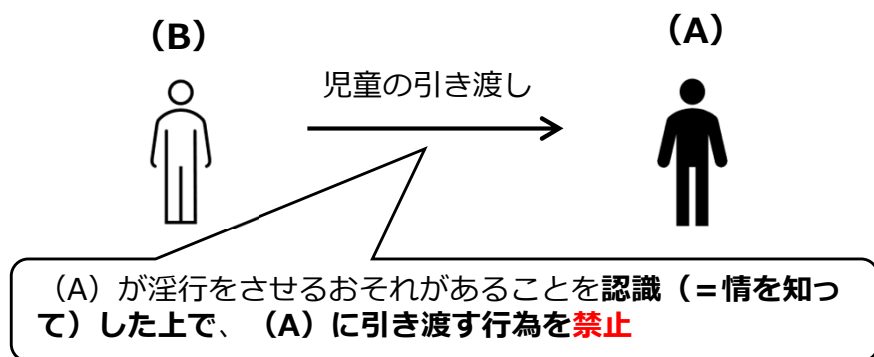 （B）
（A）
児童の引き渡し
（A）が淫行をさせるおそれがあることを認識（＝情を知っ
て）した上で、（A）に引き渡す行為を禁止